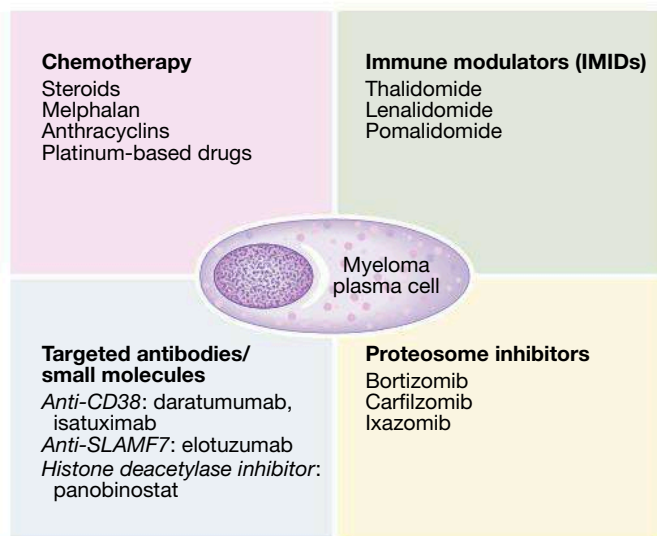 Chemotherapy
Steroids
Melphalan
Anthracyclins
Platinum-based drugs
Immune modulators (IMIDs)
Thalidomide
Lenalidomide
Pomalidomide
Myeloma
plasma cell
Targeted antibodies/
small molecules
Anti-CD38: daratumumab,
isatuximab
Anti-SLAMF7: elotuzumab
Histone deacetylase inhibitor:
panobinostat
Proteosome inhibitors
Bortizomib
Carfilzomib
Ixazomib